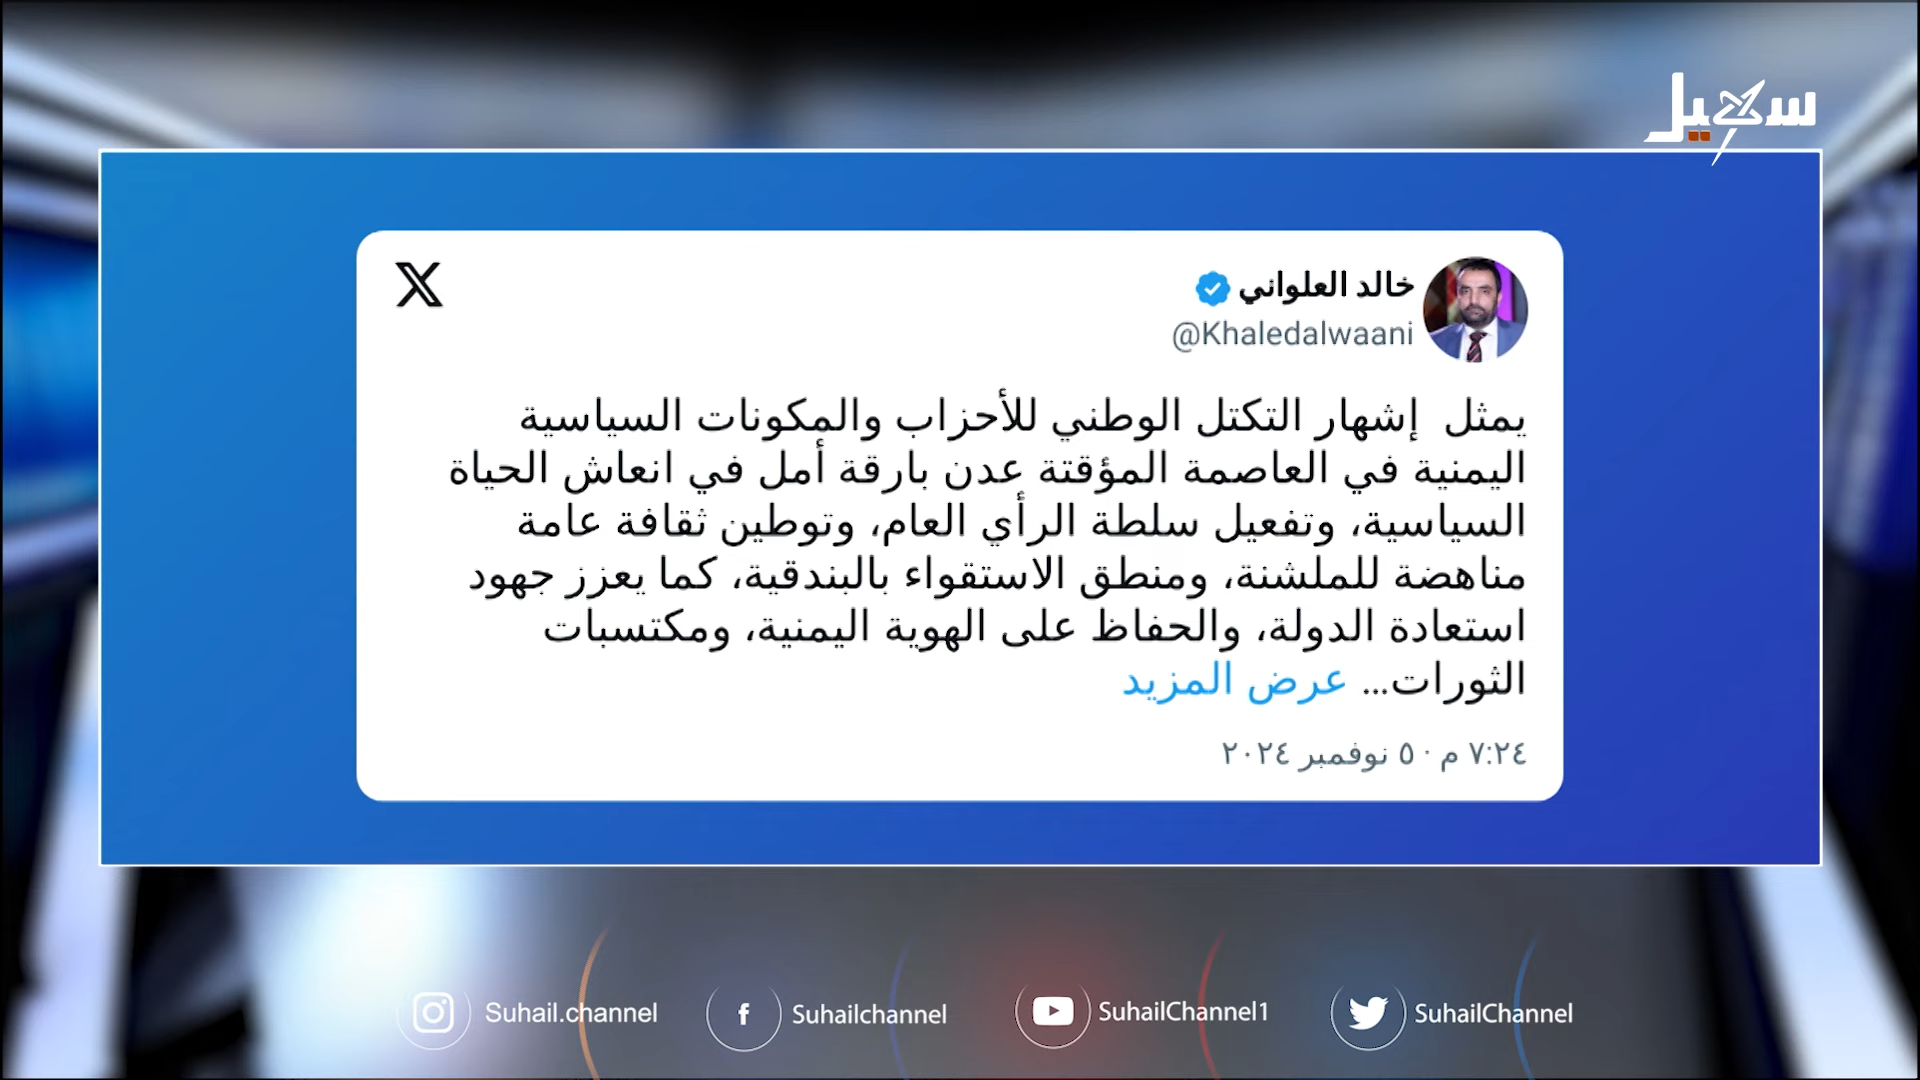 سهيل
خالد العلواني
@Khaledalwaani
يمثل إشهار التكتل الوطني للأحزاب والمكونات السياسية
اليمنية في العاصمة المؤقتة عدن بارقة أمل في انعاش الحياة
السياسية، وتفعيل سلطة الرأي العام، وتوطين ثقافة عامة
مناهضة للملشنة، ومنطق الاستقواء بالبندقية، كما يعزز جهود
استعادة الدولة، والحفاظ على الهوية اليمنية، ومكتسبات
الثورات... عرض المزيد
٧:٢٤ م · ٥ نوفمبر ٢٠٢٤
Suhail.channel
Suhailchannel
SuhailChannel1
SuhailChannel